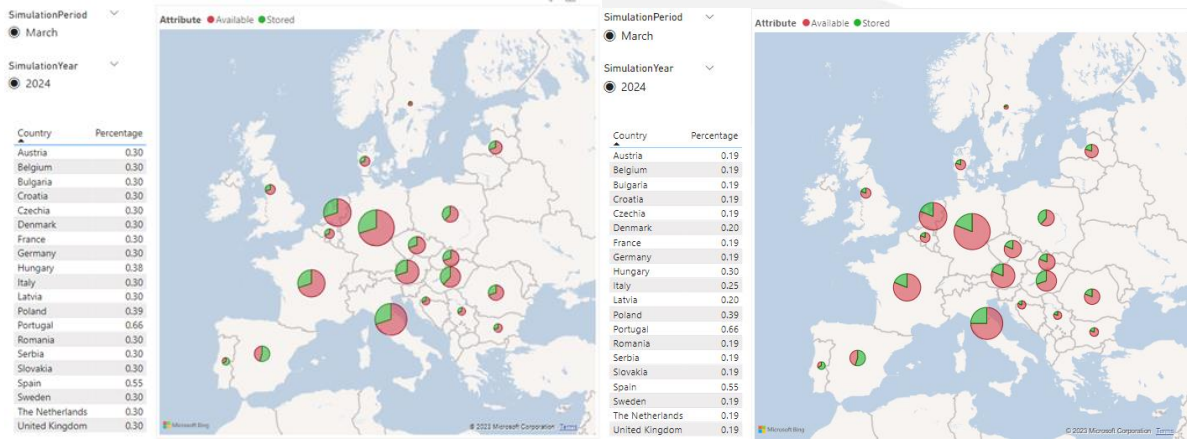 SimulationPeriod
March
SimulationYear
2024
Country Percentage
Austria 0.30
Belgium 0.30
Bulgaria 0.30
Croatia 0.30
Czechia 0.30
Denmark 0.30
France 0.30
Germany 0.30
Hungary 0.38
Italy 0.30
Latvia 0.30
Poland 0.39
Portugal 0.66
Romania 0.30
Serbia 0.30
Slovakia 0.30
Spain 0.55
Sweden 0.30
The Netherlands 0.30
United Kingdom 0.30
Attribute Available Stored
Microsoft Bing
© 2023 Microsoft Corporation Terms
SimulationPeriod
March
SimulationYear
2024
Country Percentage
Austria 0.19
Belgium 0.19
Bulgaria 0.19
Croatia 0.19
Czechia 0.19
Denmark 0.20
France 0.19
Germany 0.19
Hungary 0.30
Italy 0.25
Latvia 0.20
Poland 0.39
Portugal 0.66
Romania 0.19
Serbia 0.19
Slovakia 0.19
Spain 0.55
Sweden 0.19
The Netherlands 0.19
United Kingdom 0.19
Attribute Available Stored
Microsoft Bing
© 2023 Microsoft Corporation Terms